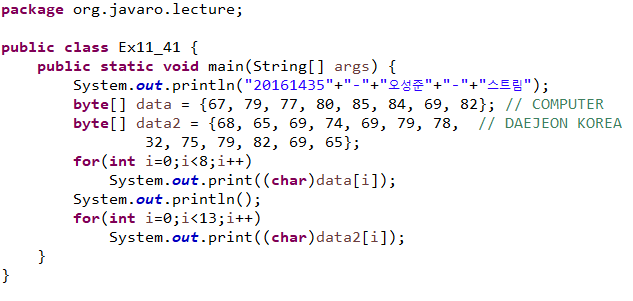 package org.javaro.lecture;

public class Ex11_41 {
    public static void main(String[] args) {
        System.out.println("20161435"+"-"+"오성준"+"-"+"스트림");
        byte[] data = {67, 79, 77, 80, 85, 84, 69, 82}; // COMPUTER
        byte[] data2 = {68, 65, 69, 74, 69, 79, 78,  // DAEJEON KOREA
                32, 75, 79, 82, 69, 65};
        for(int i=0;i<8;i++)
            System.out.print((char)data[i]);
        System.out.println();
        for(int i=0;i<13;i++)
            System.out.print((char)data2[i]);
    }
}